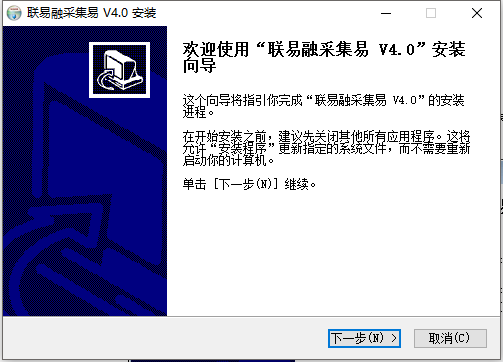 联易融采集易 V4.0 安装
欢迎使用“联易融采集易 V4.0”安装
向导
这个向导将指引你完成“联易融采集易 V4.0”的安装
进程。
在开始安装之前，建议先关闭其他所有应用程序。这将
允许“安装程序”更新指定的系统文件，而不需要重新
启动你的计算机。
单击 [下一步(N)] 继续。
下一步(N) >
取消(C)